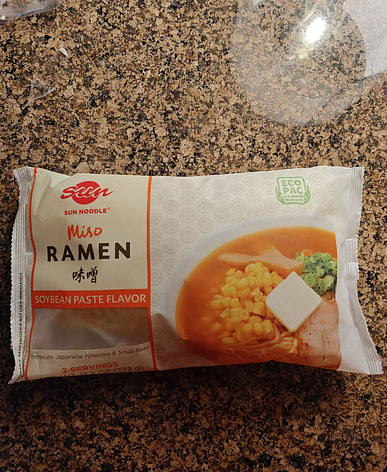 Sun
SUN NOODLE
ECO
PAC
Miso
RAMEN
味噌
SOYBEAN PASTE FLAVOR
Premium Japanese Noodles & Soup Base
2 SERVINGS